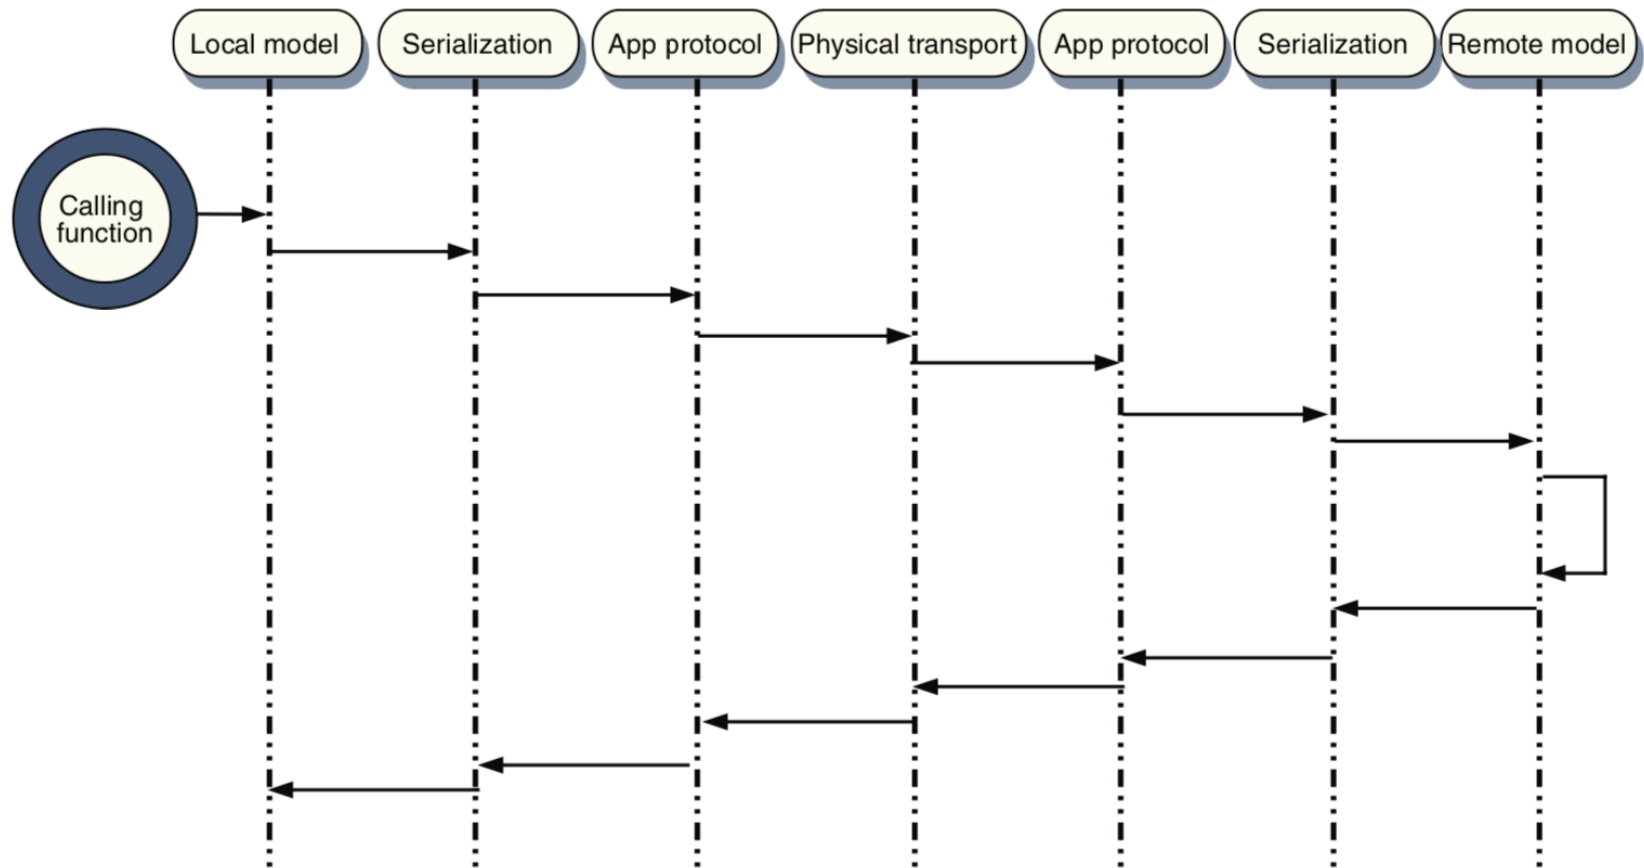 Local model
Serialization
App protocol
Physical transport
App protocol
Serialization
Remote model
Calling
function